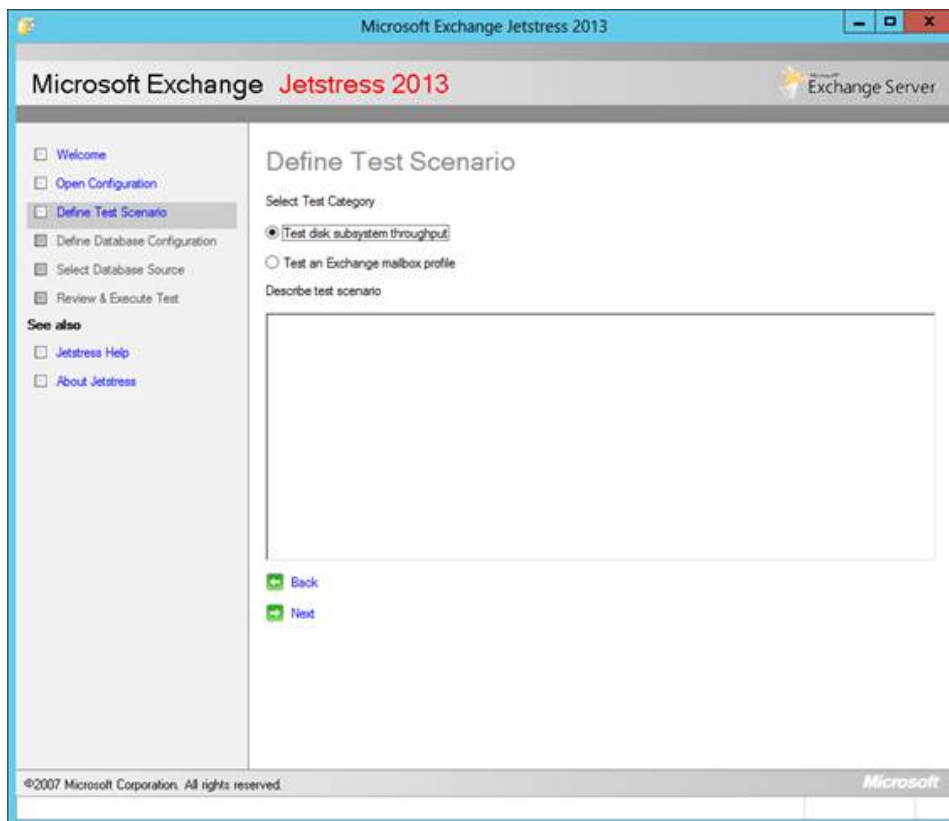 Microsoft Exchange Jetstress 2013
Microsoft Exchange Jetstress 2013
Microsoft
Exchange Server
Welcome
Open Configuration
Define Test Scenario
Define Database Configuration
Select Database Source
Review & Execute Test
See also
Jetstress Help
About Jetstress
Define Test Scenario
Select Test Category
Test disk subsystem throughput
Test an Exchange mailbox profile
Describe test scenario
Back
Next
©2007 Microsoft Corporation. All rights reserved.
Microsoft